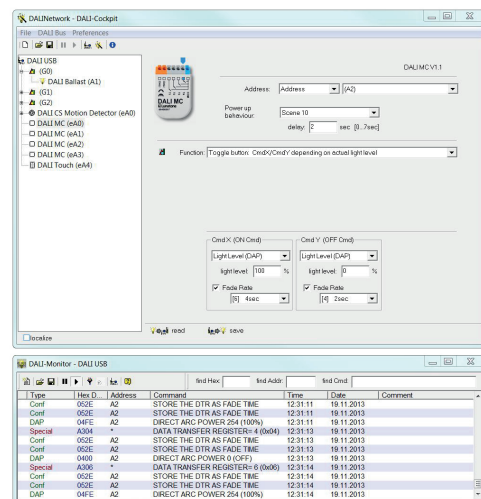 DALINetwork - DALI-Cockpit
File DALI Bus Preferences
DALI USB
(G0)
DALI Ballast (A1)
(G1)
(G2)
DALI CS Motion Detector (eA0)
DALI MC (eA0)
DALI MC (eA1)
DALI MC (eA2)
DALI MC (eA3)
DALI Touch (eA4)
localize
DALI MC
DALI MC V1.1
Address: Address (A2)
Power up
behaviour: Scene 10
delay: 2 sec [0..7sec]
Function: Toggle button: CmdX/CmdY depending on actual light level
Cmd X (ON Cmd)
Light Level (DAP)
light level: 100 %
Fade Rate
[6] 4sec
Cmd Y (OFF Cmd)
Light Level (DAP)
light level: 0 %
Fade Rate
[4] 2sec
read save
DALI-Monitor - DALI USB
find Hex: find Addr: find Cmd:
Type Hex D... Address Command Time Date Comment
Conf 052E A2 STORE THE DTR AS FADE TIME 12:31:11 19.11.2013
Conf 052E A2 STORE THE DTR AS FADE TIME 12:31:11 19.11.2013
DAP 04FE A2 DIRECT ARC POWER 254 (100%) 12:31:11 19.11.2013
Special A304 * DATA TRANSFER REGISTER= 4 (0x04) 12:31:13 19.11.2013
Conf 052E A2 STORE THE DTR AS FADE TIME 12:31:13 19.11.2013
Conf 052E A2 STORE THE DTR AS FADE TIME 12:31:13 19.11.2013
DAP 0400 A2 DIRECT ARC POWER 0 (OFF) 12:31:13 19.11.2013
Special A306 * DATA TRANSFER REGISTER= 6 (0x06) 12:31:14 19.11.2013
Conf 052E A2 STORE THE DTR AS FADE TIME 12:31:14 19.11.2013
Conf 052E A2 STORE THE DTR AS FADE TIME 12:31:14 19.11.2013
DAP 04FE A2 DIRECT ARC POWER 254 (100%) 12:31:14 19.11.2013